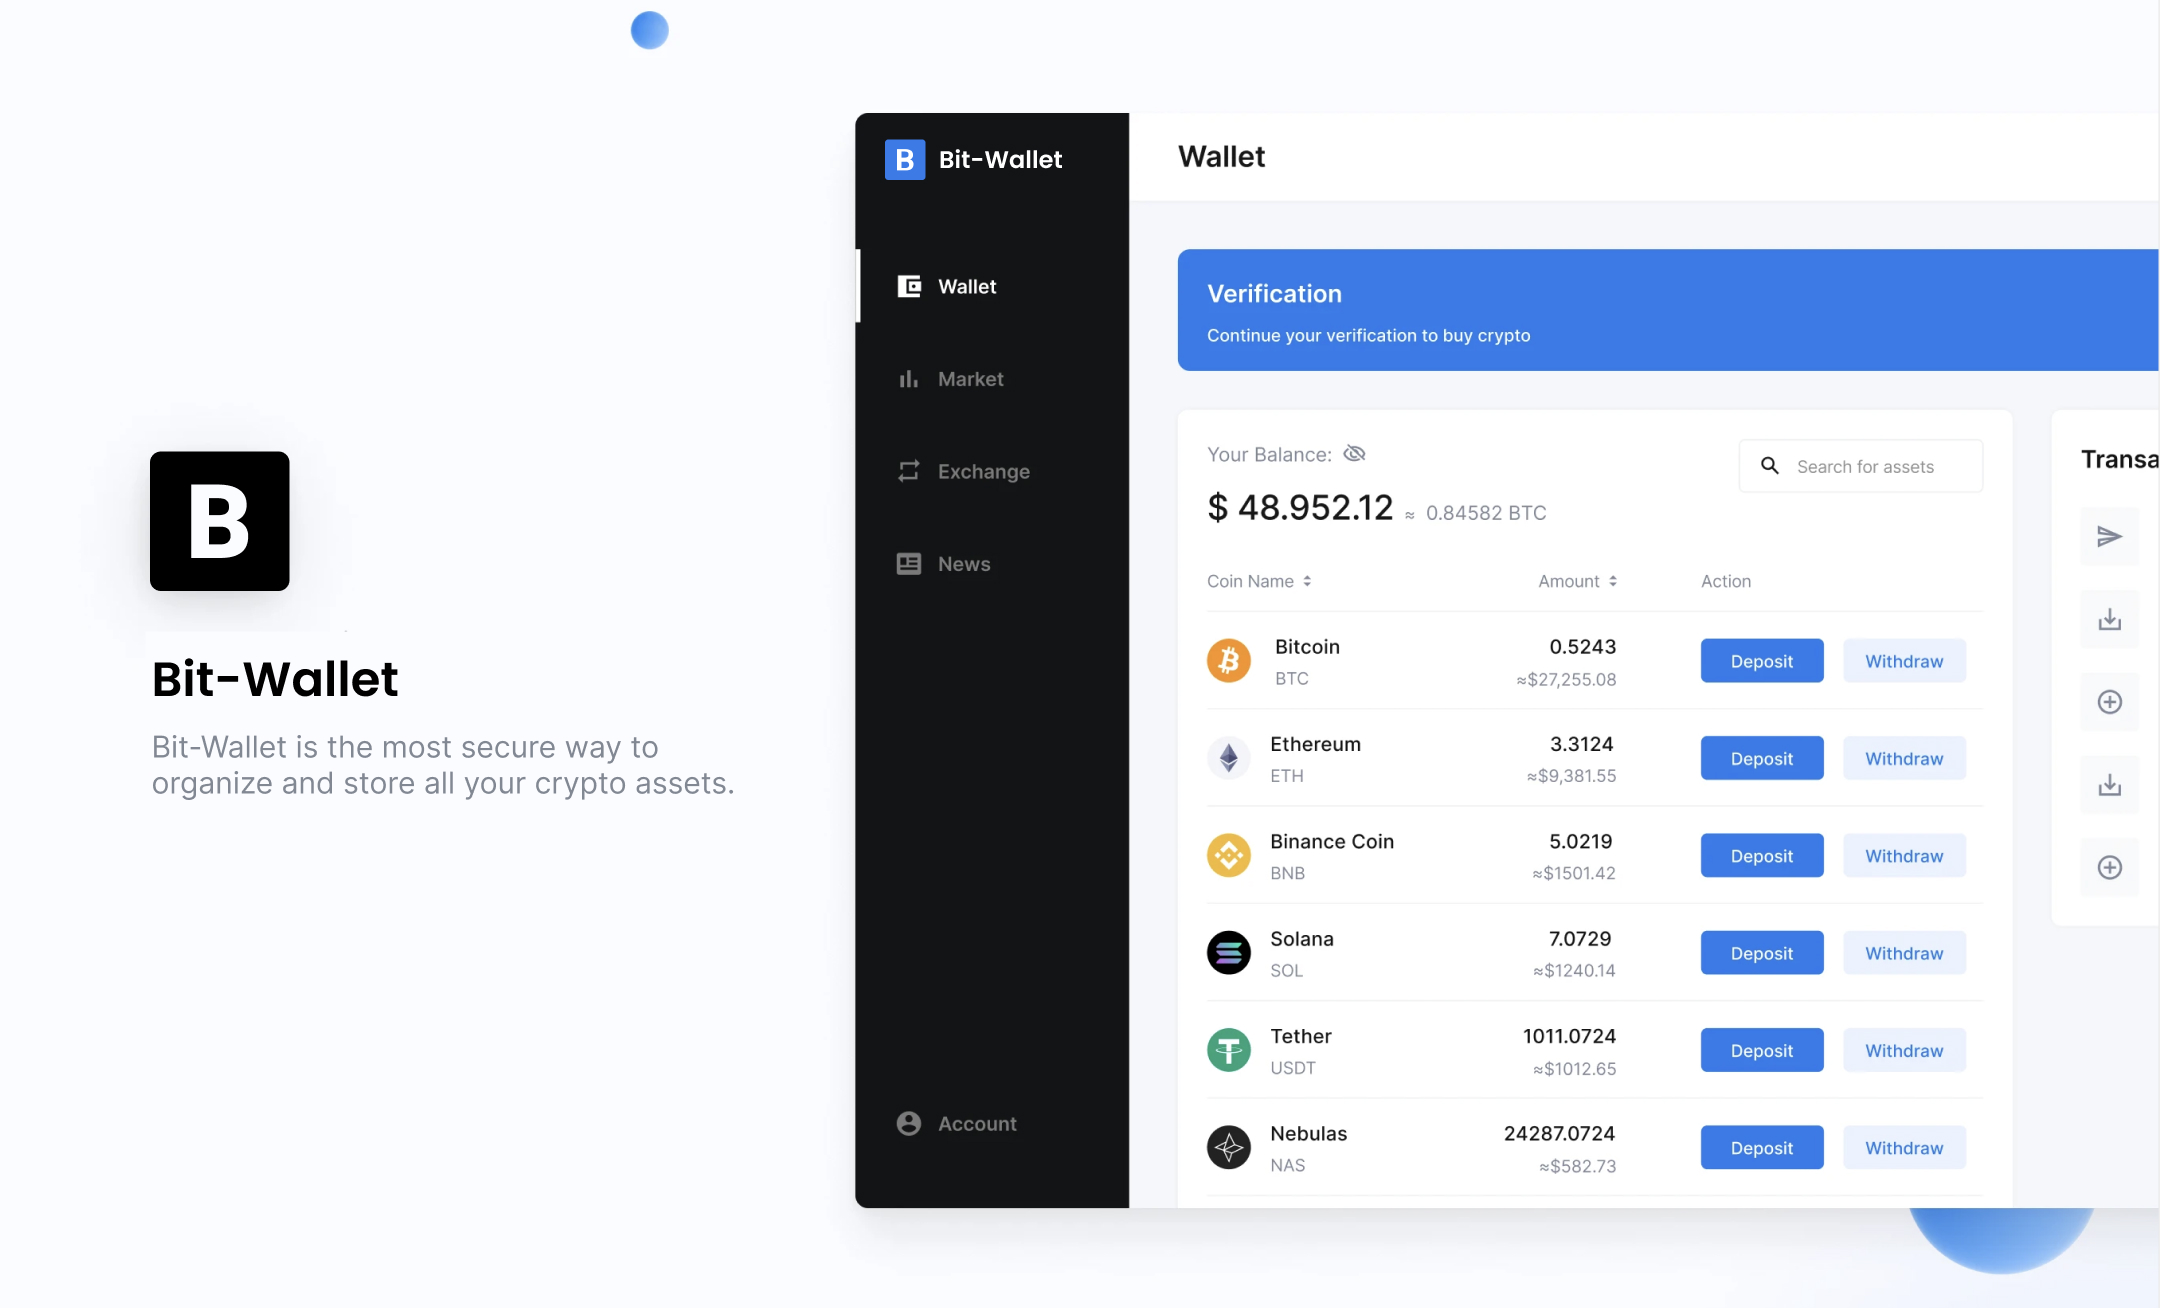 B
Bit-Wallet
Bit-Wallet is the most secure way to
organize and store all your crypto assets.
B Bit-Wallet
Wallet
Market
Exchange
News
Account
Wallet
Verification
Continue your verification to buy crypto
Your Balance:
$ 48.952.12 ≈ 0.84582 BTC
Search for assets
Coin Name Amount Action
Bitcoin 0.5243 Deposit Withdraw
BTC ≈$27,255.08
Ethereum 3.3124 Deposit Withdraw
ETH ≈$9,381.55
Binance Coin 5.0219 Deposit Withdraw
BNB ≈$1501.42
Solana 7.0729 Deposit Withdraw
SOL ≈$1240.14
Tether 1011.0724 Deposit Withdraw
USDT ≈$1012.65
Nebulas 24287.0724 Deposit Withdraw
NAS ≈$582.73
Transa